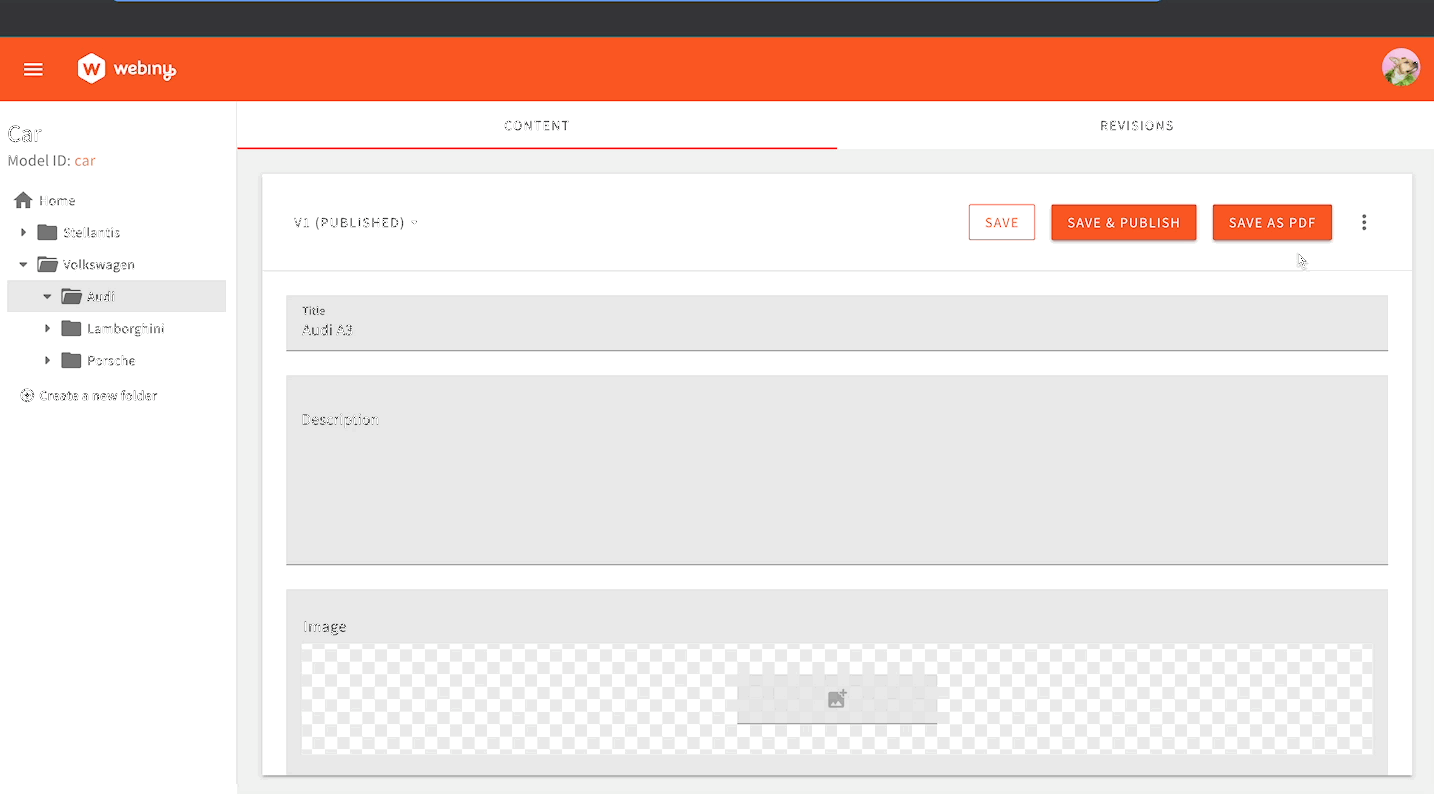 webiny
Car
Model ID: car
Home
Stellantis
Volkswagen
Audi
Lamborghini
Porsche
Create a new folder
CONTENT
REVISIONS
V1 (PUBLISHED)
SAVE
SAVE & PUBLISH
SAVE AS PDF
Title
Audi A3
Description
Image